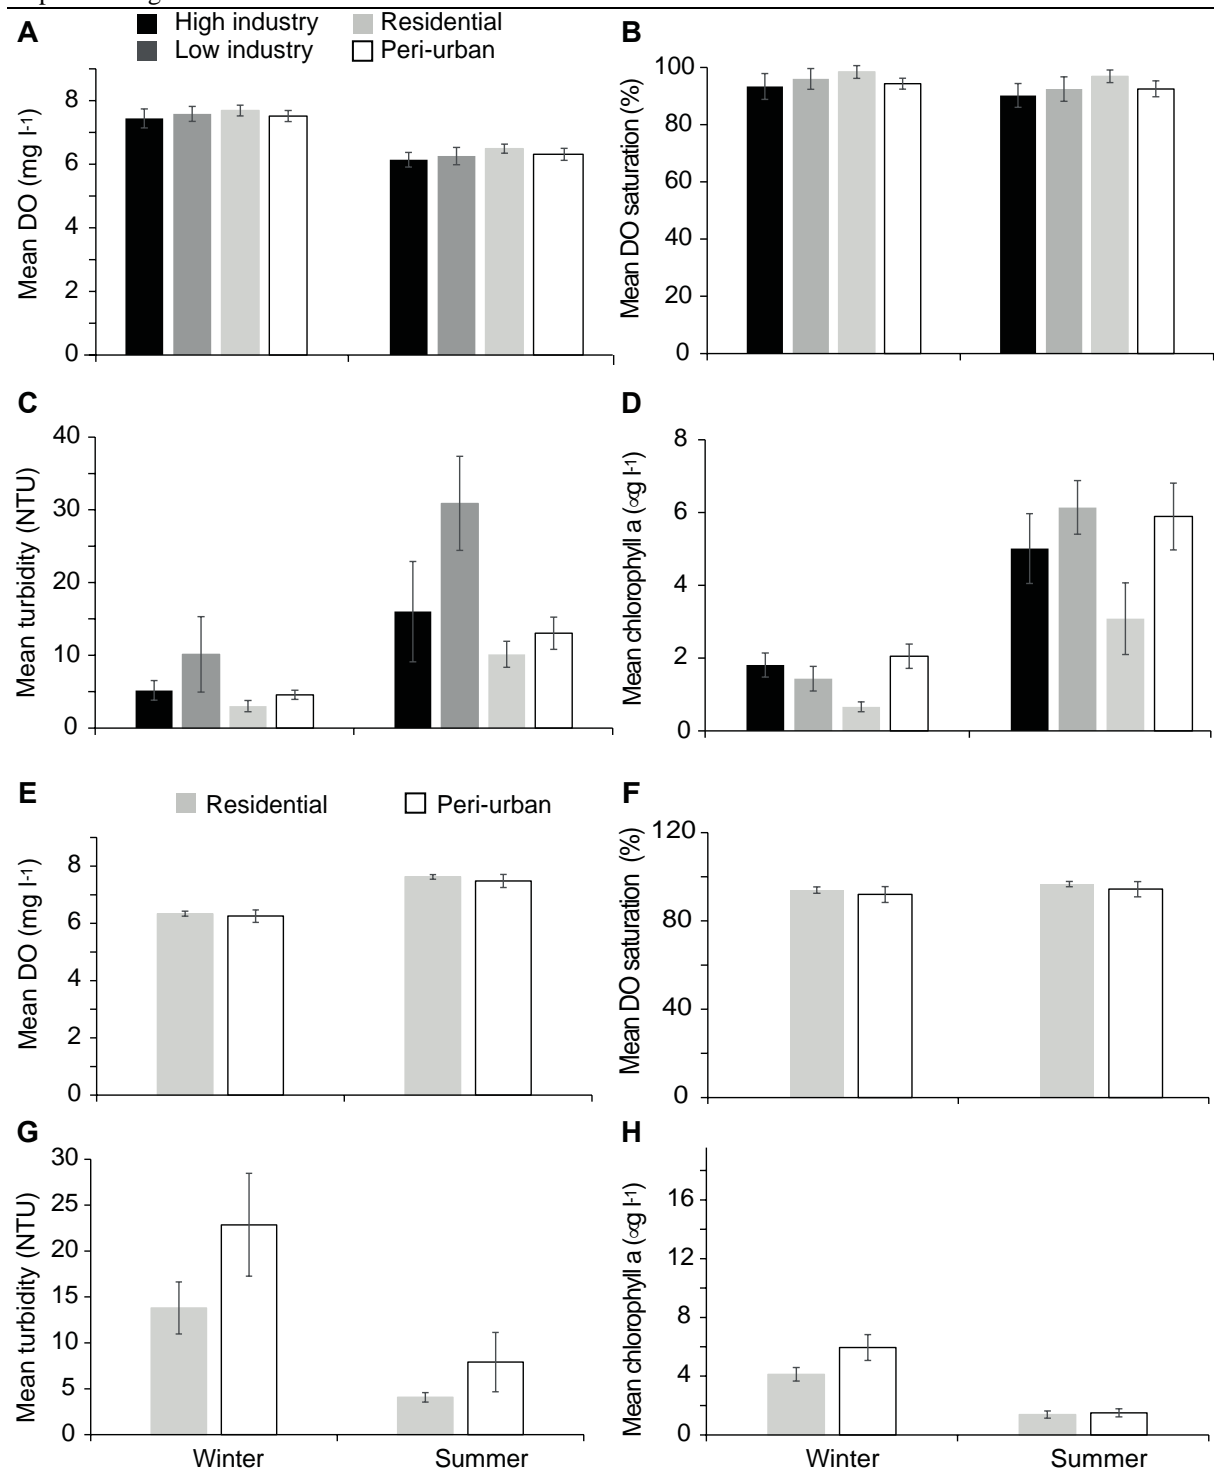 A
High industry
Residential
Low industry
Peri-urban
Mean DO (mg l-1)
8
6
4
2
0
B
Mean DO saturation (%)
100
80
60
40
20
0
C
Mean turbidity (NTU)
40
30
20
10
0
D
Mean chlorophyll a (∝g l-1)
8
6
4
2
0
E
Residential
Peri-urban
Mean DO (mg l-1)
8
6
4
2
0
F
Mean DO saturation (%)
120
80
40
0
G
Mean turbidity (NTU)
30
25
20
15
10
5
0
Winter
Summer
H
Mean chlorophyll a (∝g l-1)
16
12
8
4
0
Winter
Summer